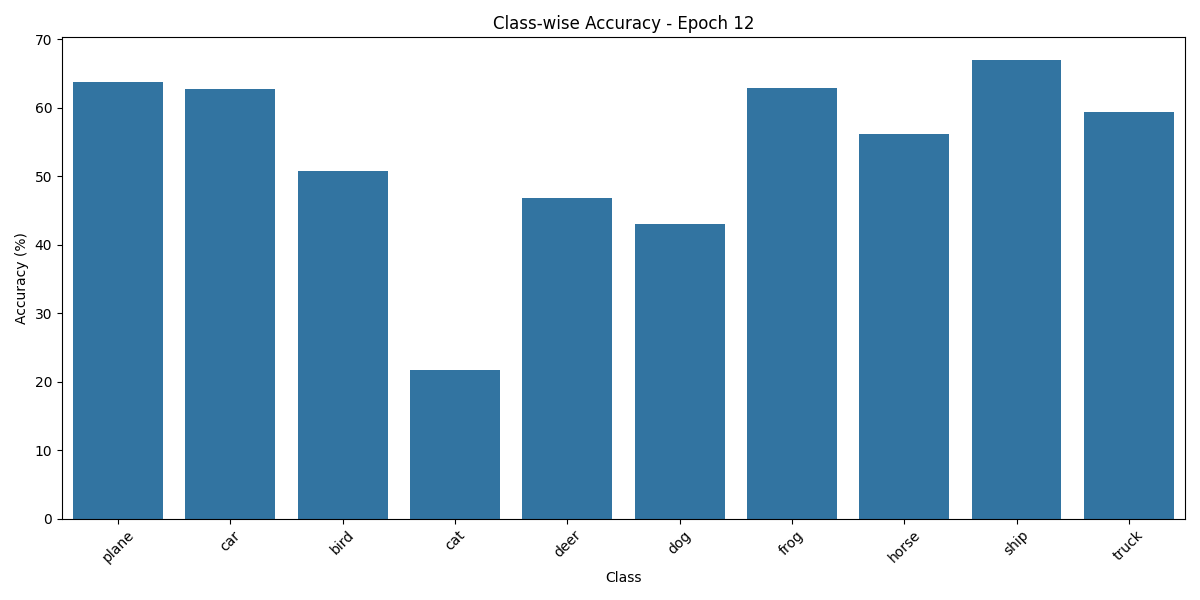 Class-wise Accuracy - Epoch 12
Accuracy (%)
70
60
50
40
30
20
10
0
plane
car
bird
cat
deer
dog
frog
horse
ship
truck
Class